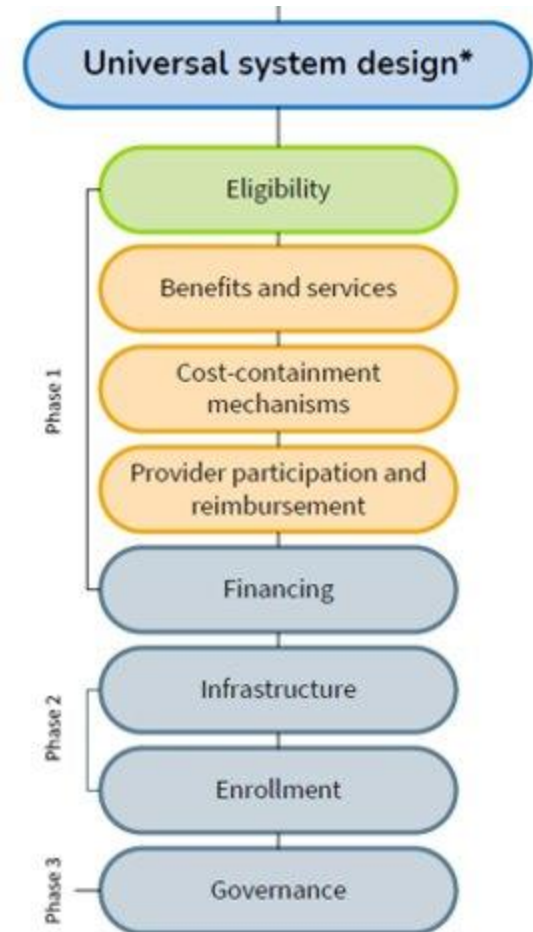 Universal system design*
Eligibility
Benefits and services
Cost-containment
mechanisms
Provider participation and
reimbursement
Financing
Phase 1
Infrastructure
Enrollment
Phase 2
Governance
Phase 3